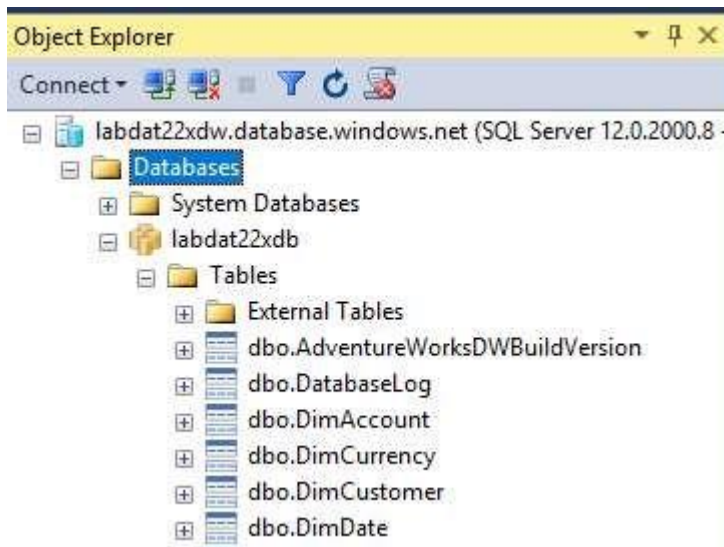 Object Explorer
Connect
labdat22xdw.database.windows.net (SQL Server 12.0.2000.8 -
Databases
System Databases
labdat22xdb
Tables
External Tables
dbo.AdventureWorksDWBuildVersion
dbo.DatabaseLog
dbo.DimAccount
dbo.DimCurrency
dbo.DimCustomer
dbo.DimDate